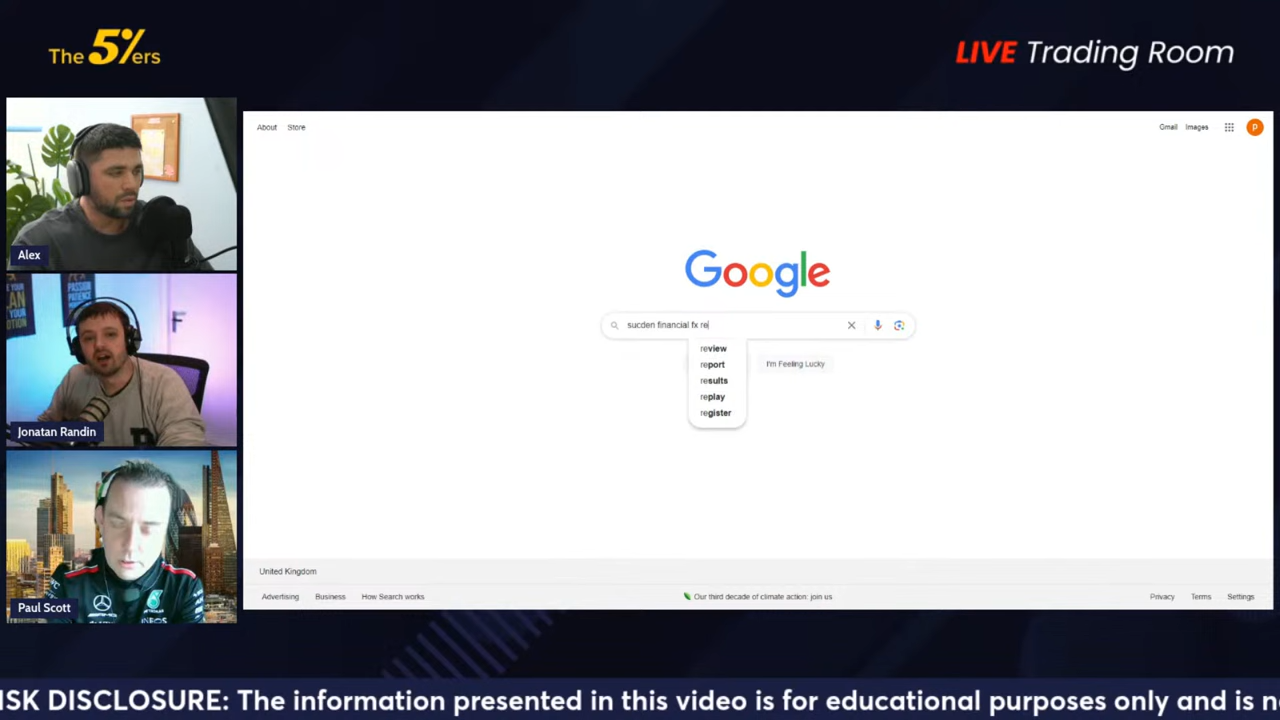 The 5%ers
LIVE Trading Room
About Store
Gmail Images
P
Google
sucden financial fx re
review
report
results
replay
register
I'm Feeling Lucky
Alex
Jonatan Randin
Paul Scott
PASSION
INEOS
United Kingdom
Advertising Business How Search works
Our third decade of climate action: join us
Privacy Terms Settings
ISK DISCLOSURE: The information presented in this video is for educational purposes only and is n